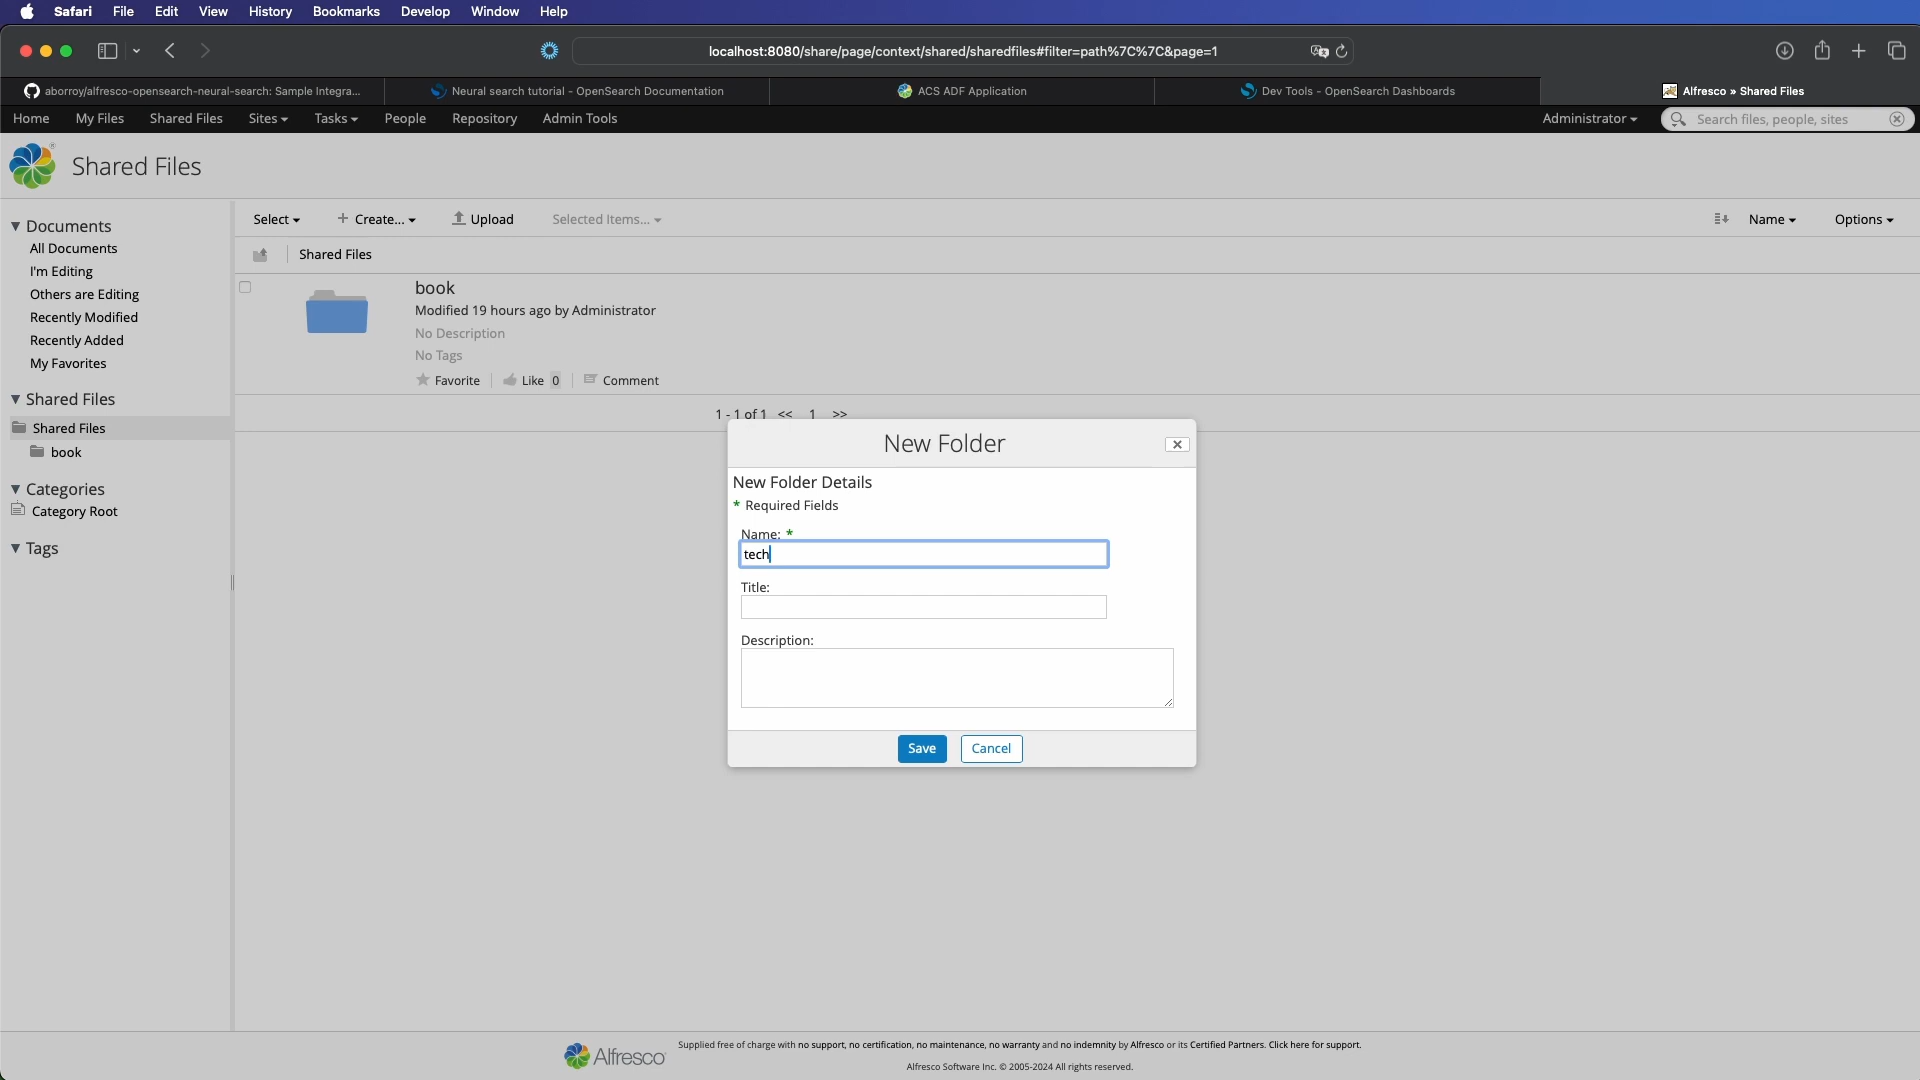 Safari File Edit View History Bookmarks Develop Window Help
localhost:8080/share/page/context/shared/sharedfiles#filter=path%7C%7C&page=1
aborroy/alfresco-opensearch-neural-search: Sample Integra... Neural search tutorial - OpenSearch Documentation ACS ADF Application Dev Tools - OpenSearch Dashboards Alfresco » Shared Files
Home My Files Shared Files Sites Tasks People Repository Admin Tools Administrator Search files, people, sites
Shared Files
Documents
All Documents
I'm Editing
Others are Editing
Recently Modified
Recently Added
My Favorites
Shared Files
Shared Files
book
Categories
Category Root
Tags
Select Create... Upload Selected Items... Name Options
Shared Files
book
Modified 19 hours ago by Administrator
No Description
No Tags
Favorite Like 0 Comment
1 - 1 of 1 << 1 >>
New Folder
New Folder Details
* Required Fields
Name: *
tech
Title:
Description:
Save Cancel
Alfresco
Supplied free of charge with no support, no certification, no maintenance, no warranty and no indemnity by Alfresco or its Certified Partners. Click here for support.
Alfresco Software Inc. © 2005-2024 All rights reserved.